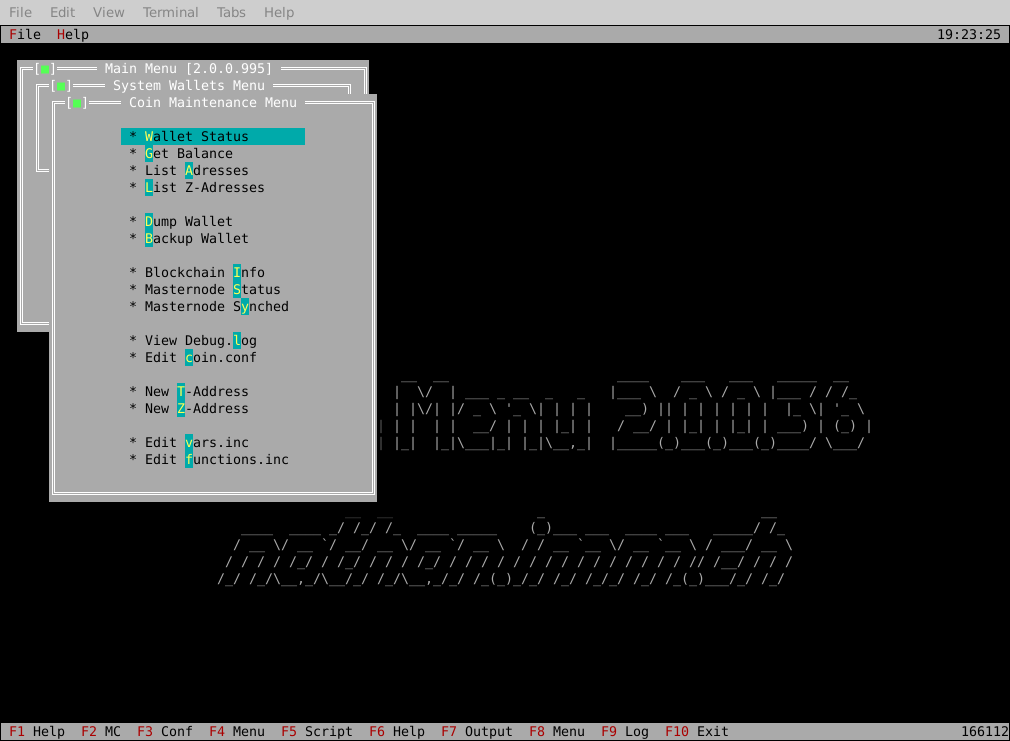 File Edit View Terminal Tabs Help
File Help 19:23:25
Main Menu [2.0.0.995]
System Wallets Menu
Coin Maintenance Menu
* Wallet Status
* Get Balance
* List Adresses
* List Z-Adresses
* Dump Wallet
* Backup Wallet
* Blockchain Info
* Masternode Status
* Masternode Synched
* View Debug.log
* Edit coin.conf
* New T-Address
* New Z-Address
* Edit vars.inc
* Edit functions.inc
F1 Help F2 MC F3 Conf F4 Menu F5 Script F6 Help F7 Output F8 Menu F9 Log F10 Exit 166112